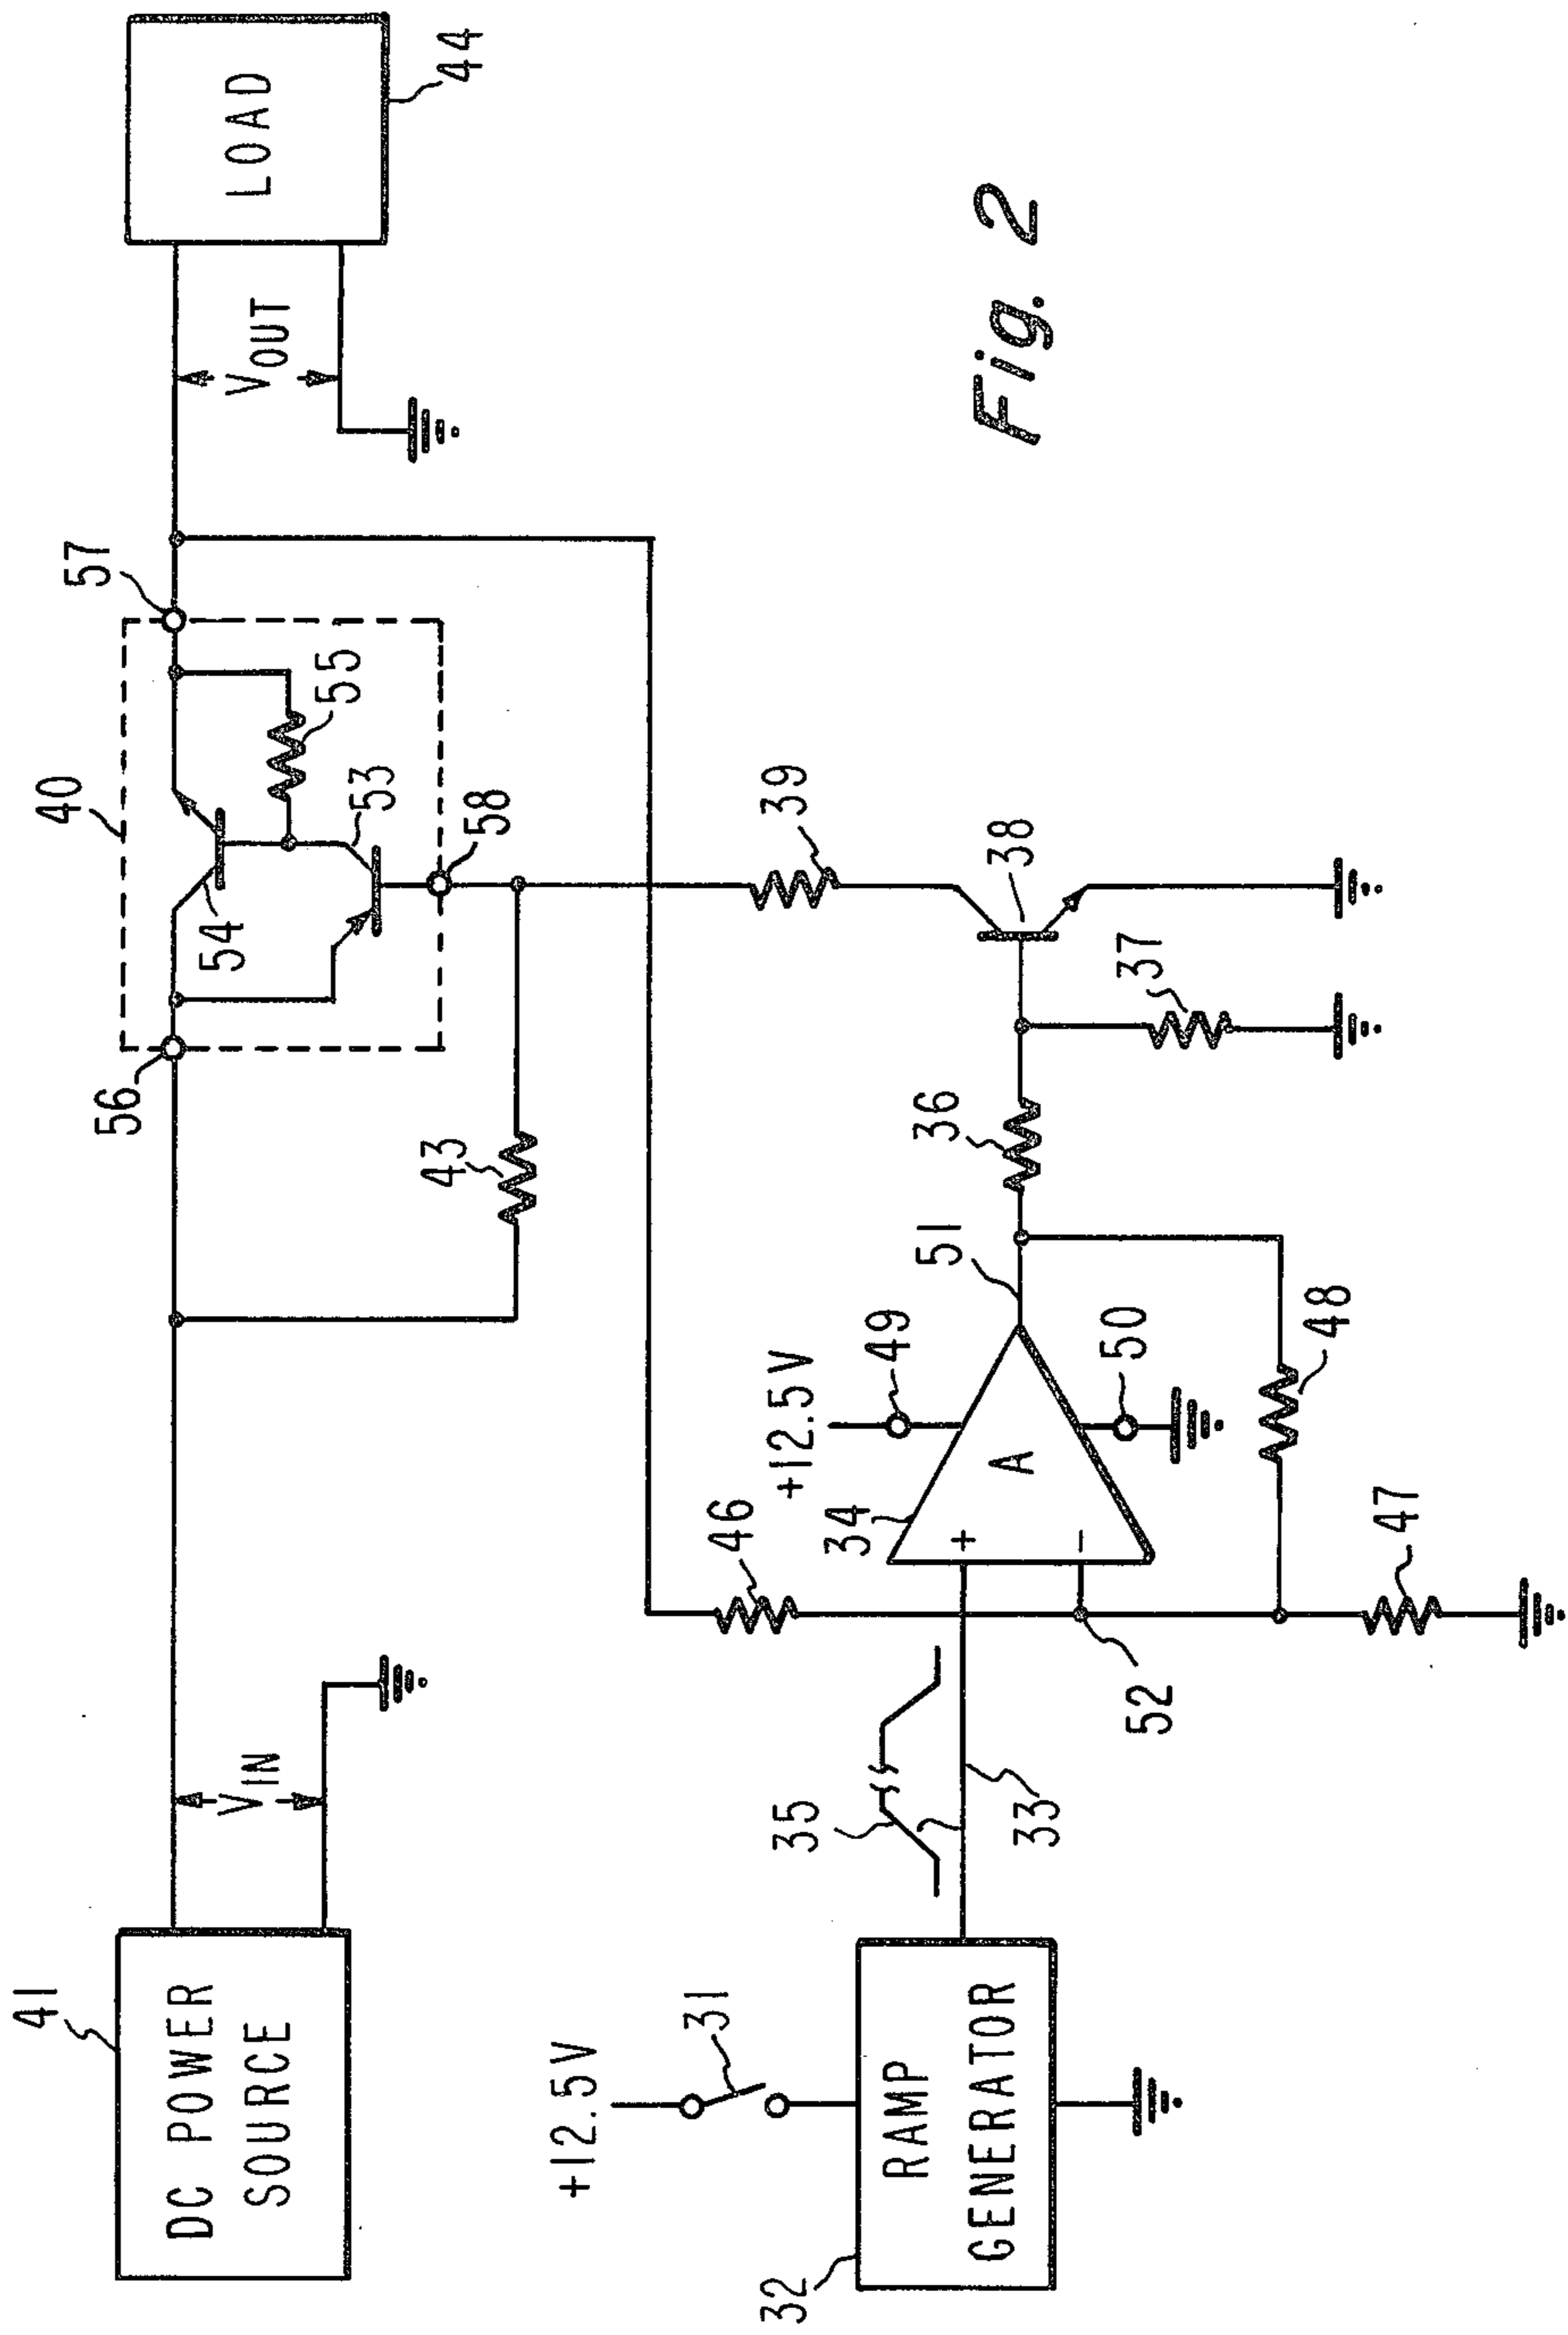 40
57
41
56
54
55
53
58
DC POWER
SOURCE
VIN
43
VOUT
LOAD
44
+12.5V
31
32
RAMP
GENERATOR
35
33
46
+12.5V
49
34
+
A
−
51
50
52
47
48
36
37
38
39
Fig. 2